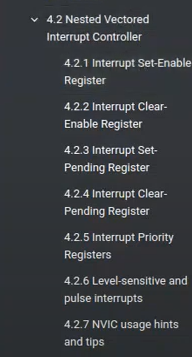 4.2 Nested Vectored
Interrupt Controller
4.2.1 Interrupt Set-Enable
Register
4.2.2 Interrupt Clear-
Enable Register
4.2.3 Interrupt Set-
Pending Register
4.2.4 Interrupt Clear-
Pending Register
4.2.5 Interrupt Priority
Registers
4.2.6 Level-sensitive and
pulse interrupts
4.2.7 NVIC usage hints
and tips